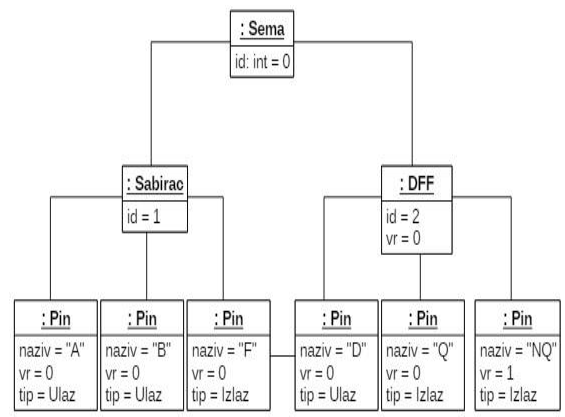 : Sema
id: int = 0
: Sabirac
id = 1
: DFF
id = 2
vr = 0
: Pin
naziv = "A"
vr = 0
tip = Ulaz
: Pin
naziv = "B"
vr = 0
tip = Ulaz
: Pin
naziv = "F"
vr = 0
tip = Izlaz
: Pin
naziv = "D"
vr = 0
tip = Ulaz
: Pin
naziv = "Q"
vr = 0
tip = Izlaz
: Pin
naziv = "NQ"
vr = 1
tip = Izlaz